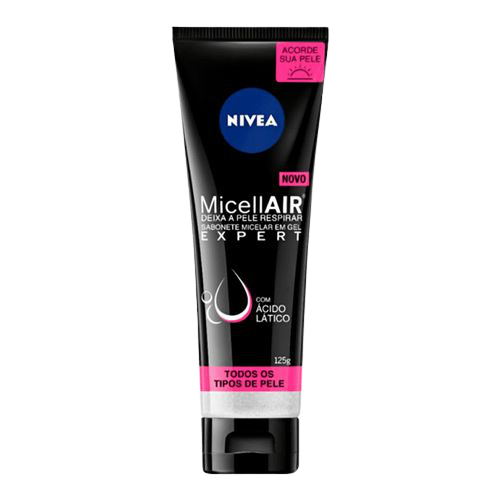 ACORDE
SUA PELE
NIVEA
NOVO
MicellAIR®
DEIXA A PELE RESPIRAR
SABONETE MICELAR EM GEL
EXPERT
COM
ÁCIDO
LÁTICO
125g
TODOS OS
TIPOS DE PELE